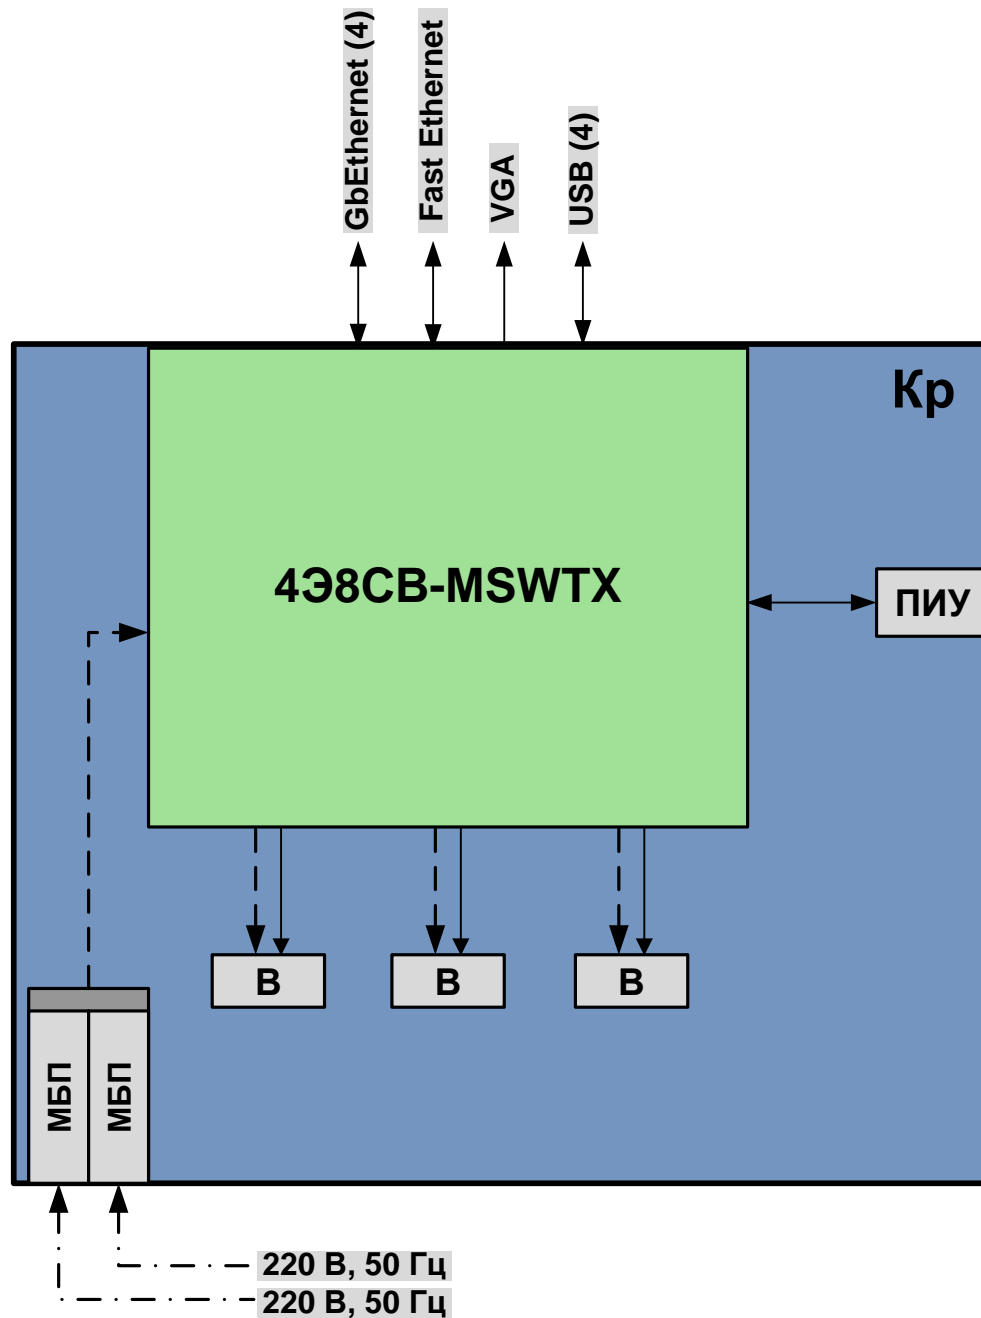 GbEthernet (4)
Fast Ethernet
VGA
USB (4)
Кр
4Э8СВ-MSWTX
ПИУ
В
В
В
МБП
МБП
220 В, 50 Гц
220 В, 50 Гц